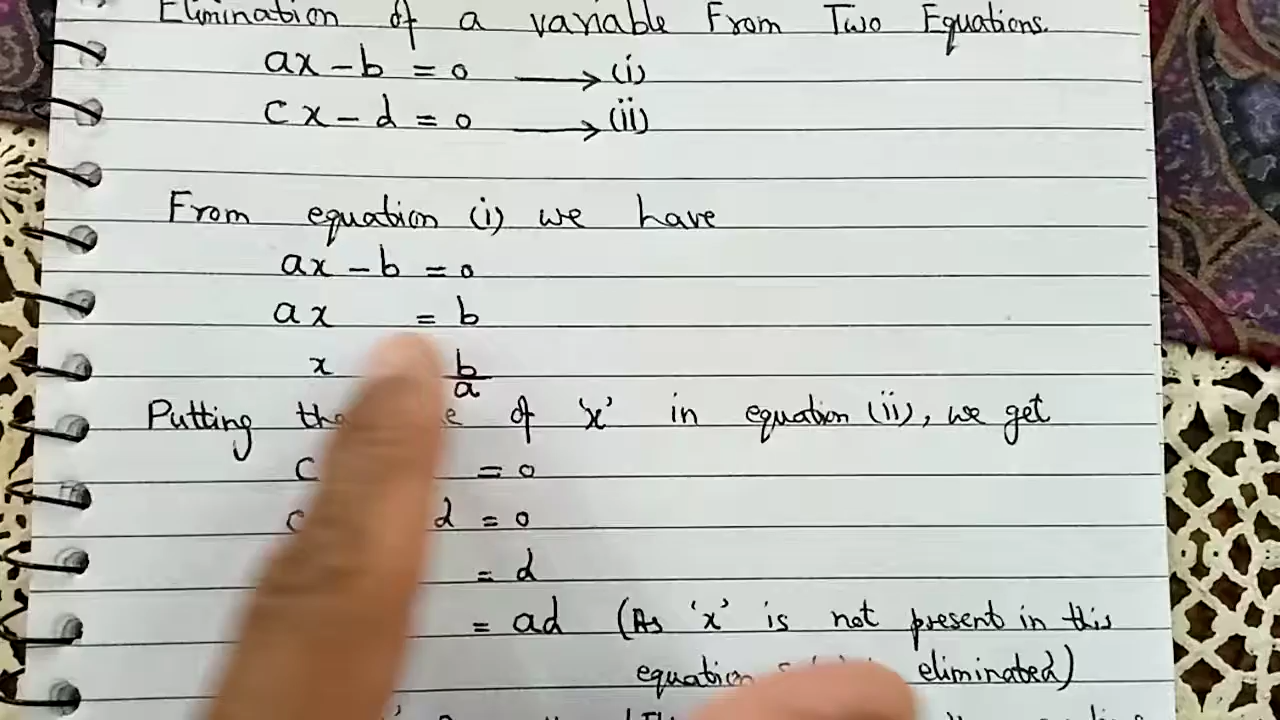 Elimination of a variable From Two Equations.
ax - b = 0 → (i)
cx - d = 0 → (ii)
From equation (i) we have
ax - b = 0
ax = b
x b/a
Putting of 'x' in equation (ii), we get
c = 0
c d = 0
= d
= ad (As 'x' is not present in this
equation eliminated)